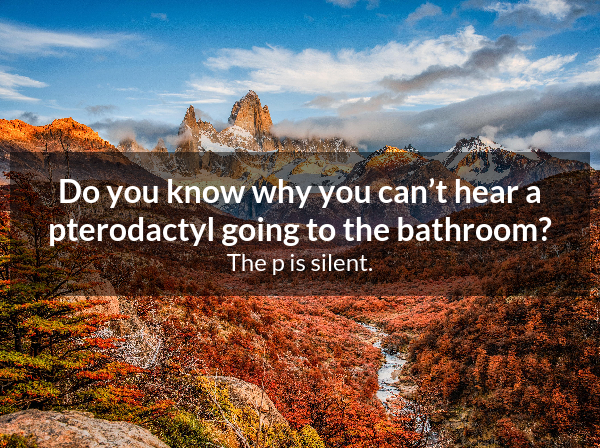 Do you know why you can’t hear a
pterodactyl going to the bathroom?
The p is silent.